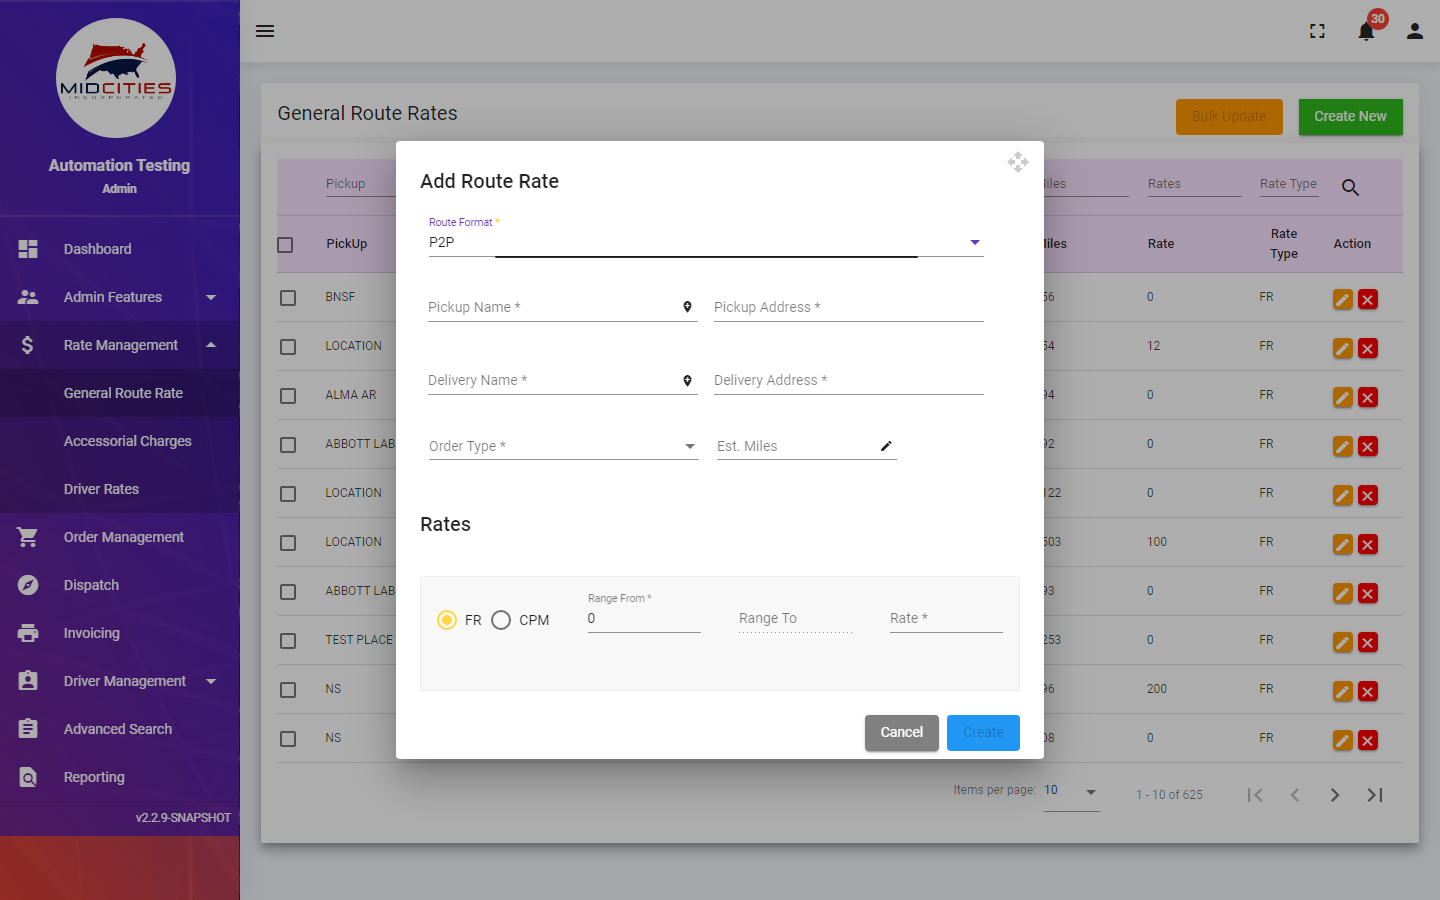 MIDCITIES
INCORPORATED
Automation Testing
Admin
Dashboard
Admin Features
Rate Management
General Route Rate
Accessorial Charges
Driver Rates
Order Management
Dispatch
Invoicing
Driver Management
Advanced Search
Reporting
v2.2.9-SNAPSHOT
30
General Route Rates
Bulk Update
Create New
Pickup
Miles
Rates
Rate Type
PickUp
Miles
Rate
Rate Type
Action
BNSF
56
0
FR
LOCATION
54
12
FR
ALMA AR
94
0
FR
ABBOTT LAB
92
0
FR
LOCATION
122
0
FR
LOCATION
503
100
FR
ABBOTT LAB
93
0
FR
TEST PLACE
253
0
FR
NS
96
200
FR
NS
08
0
FR
Items per page: 10
1 - 10 of 625
Add Route Rate
Route Format *
P2P
Pickup Name *
Pickup Address *
Delivery Name *
Delivery Address *
Order Type *
Est. Miles
Rates
FR
CPM
Range From *
0
Range To
Rate *
Cancel
Create